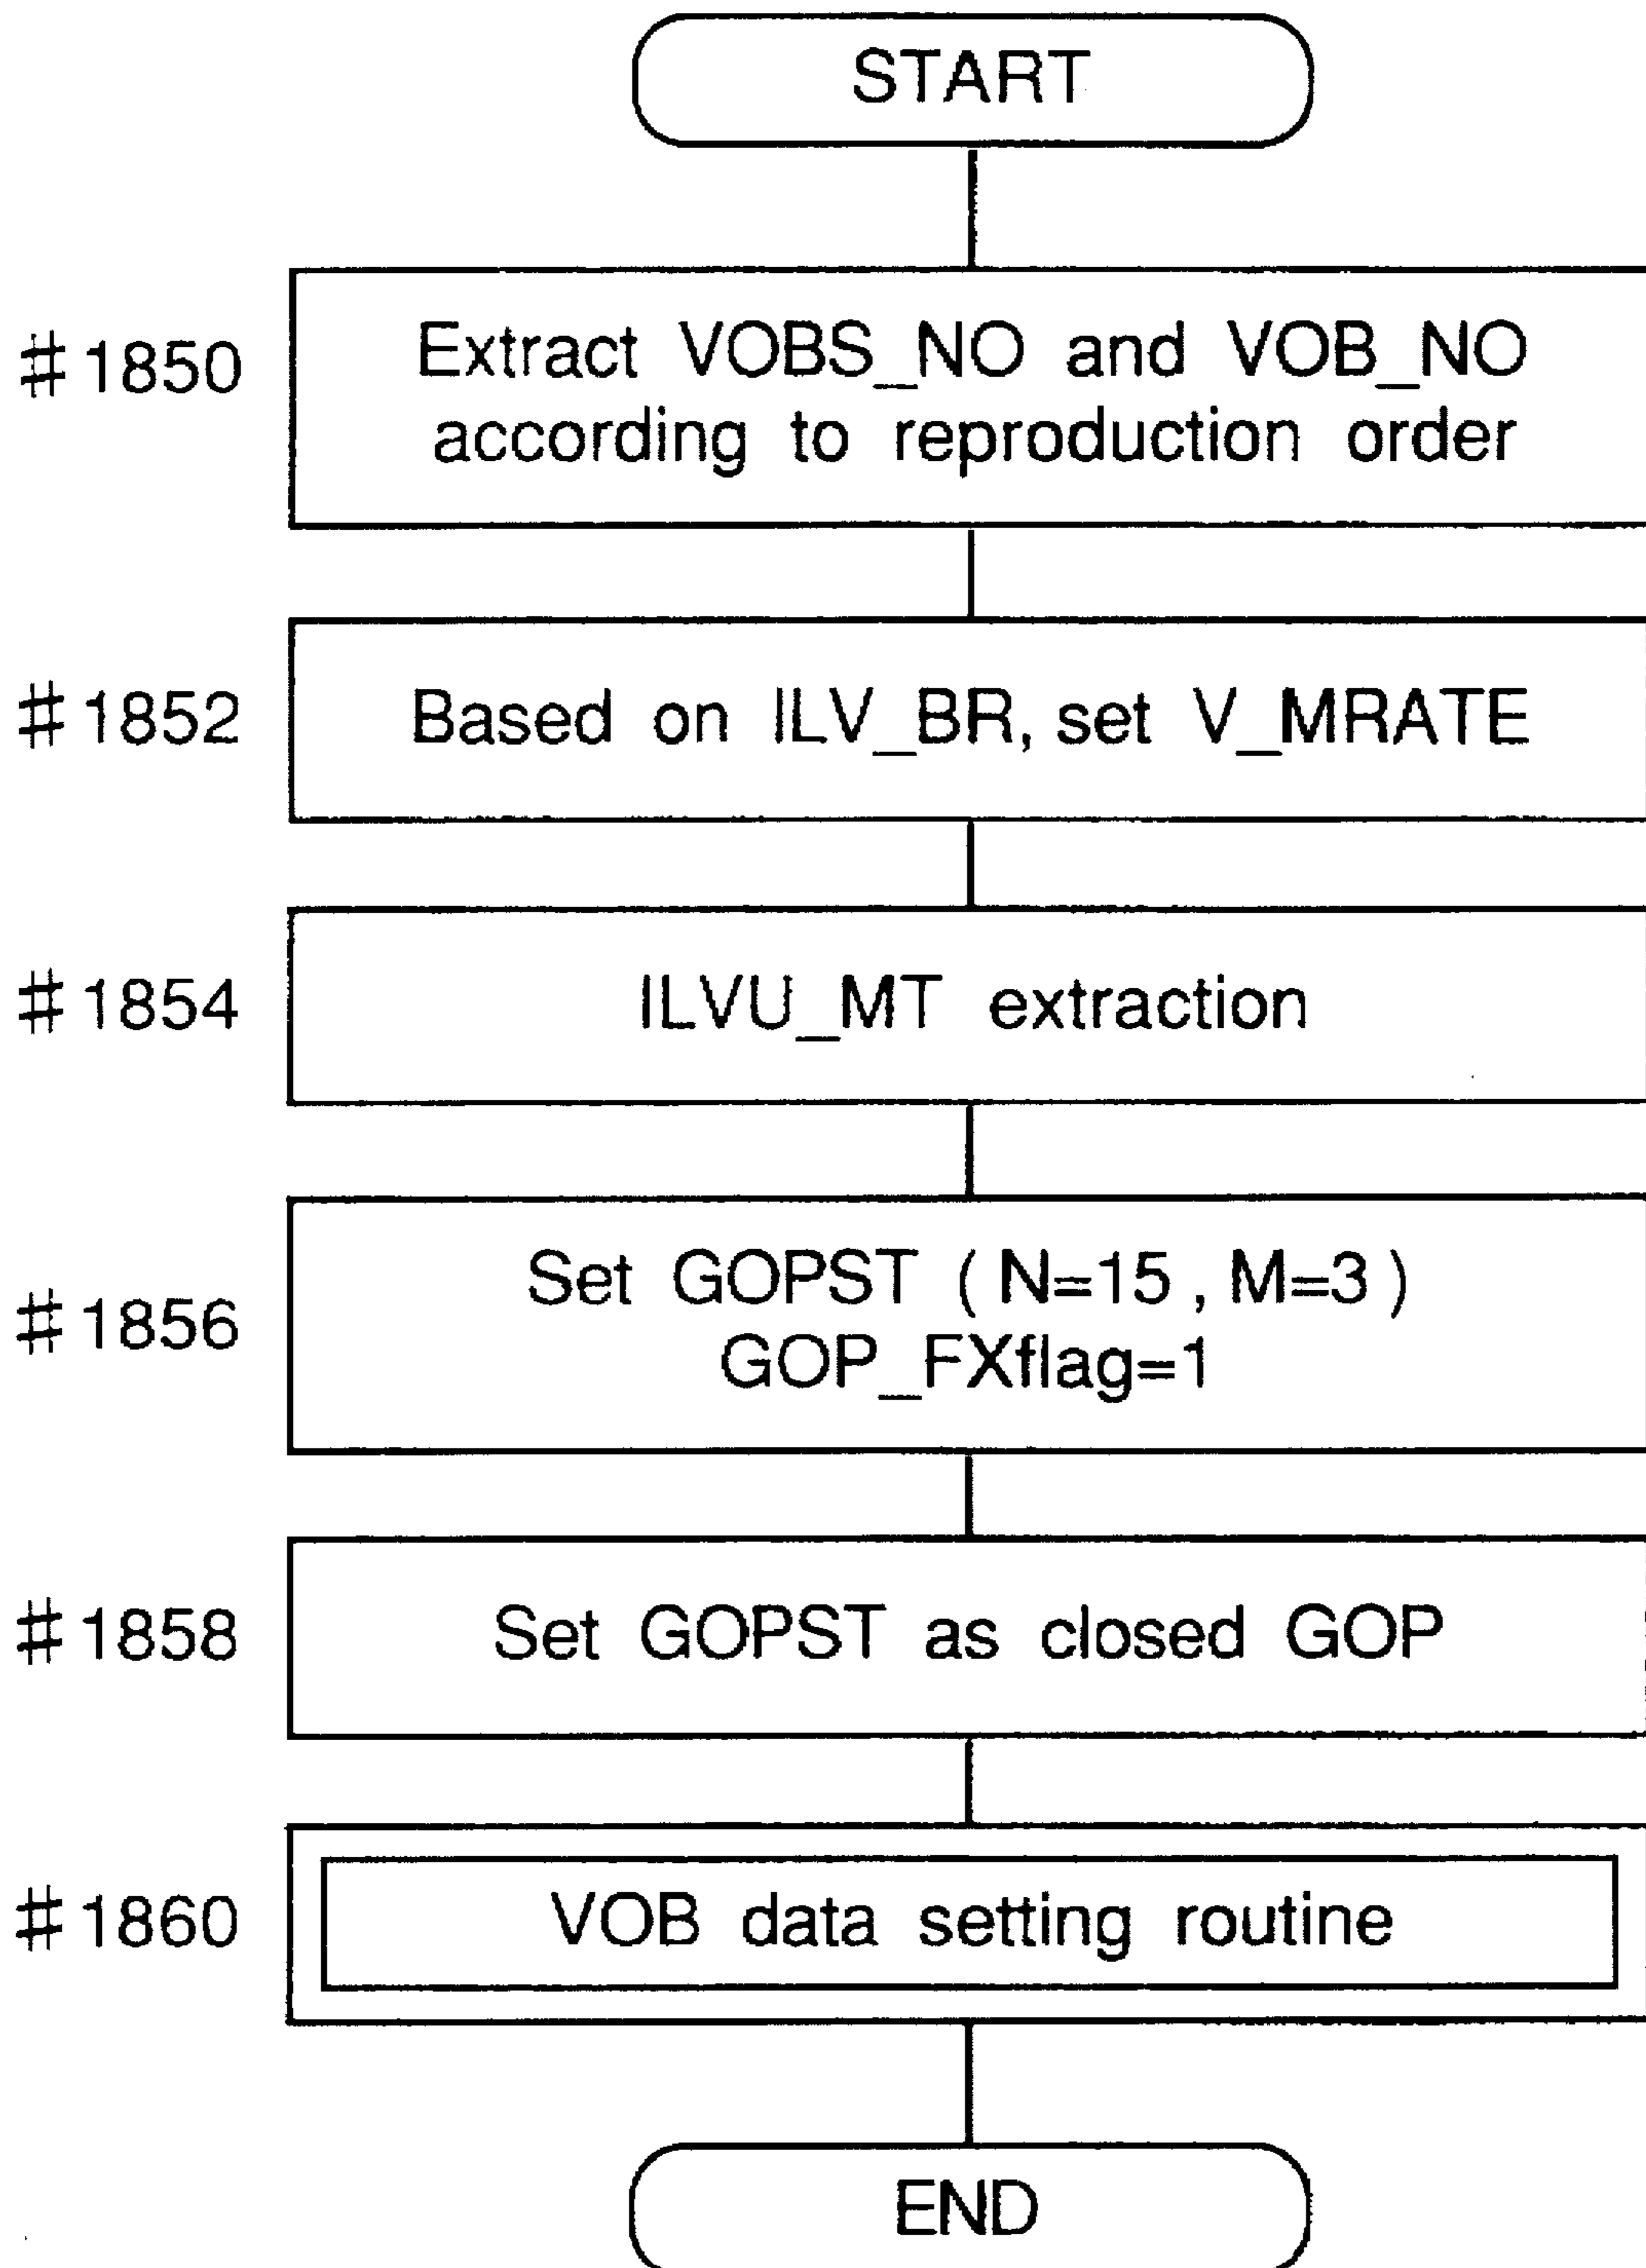 START
#1850
Extract VOBS_NO and VOB_NO
according to reproduction order
#1852
Based on ILV_BR, set V_MRATE
#1854
ILVU_MT extraction
#1856
Set GOPST (N=15, M=3)
GOP_FXflag=1
#1858
Set GOPST as closed GOP
#1860
VOB data setting routine
END